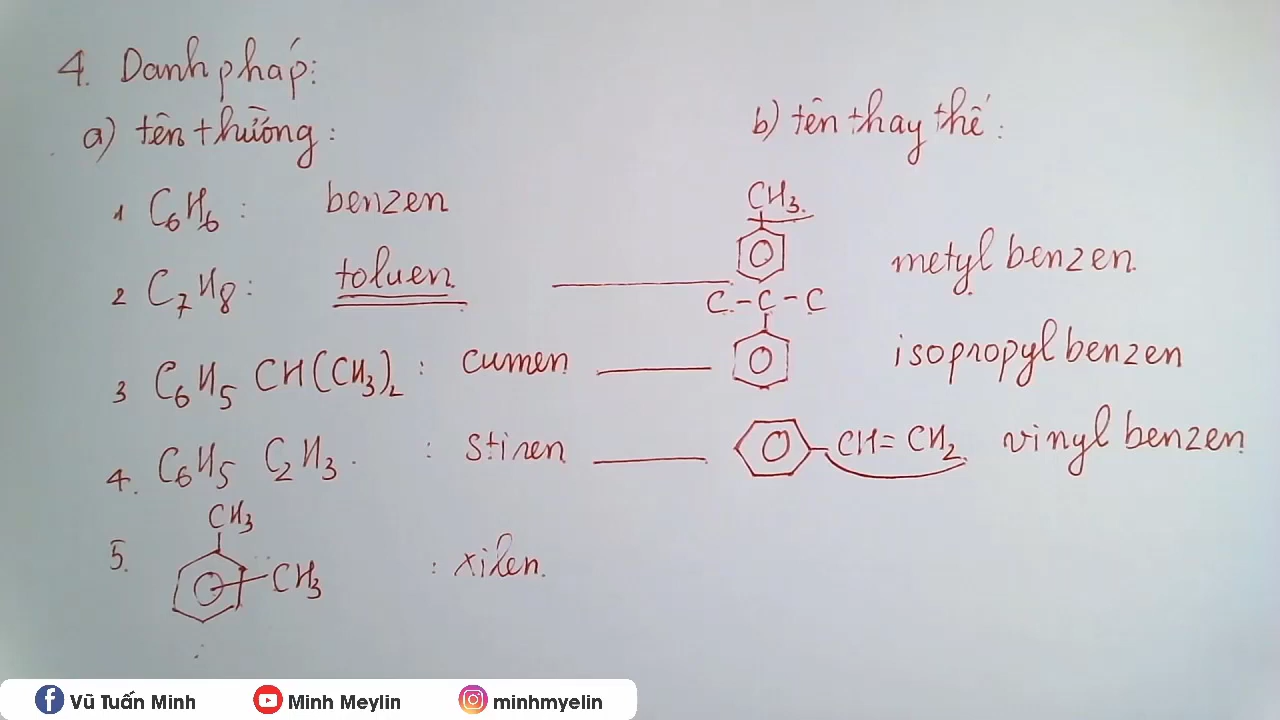 4. Danh pháp:
a) tên thường:
b) tên thay thế:
1 C6H6 : benzen
2 C7H8 : toluen
CH3
metyl benzen
3 C6H5 CH(CH3)2 : cumen
C - C - C
isopropyl benzen
4. C6H5 C2H3 : stiren
CH = CH2 vinyl benzen
5. CH3
CH3 : xilen.
Vũ Tuấn Minh Minh Meylin minhmyelin